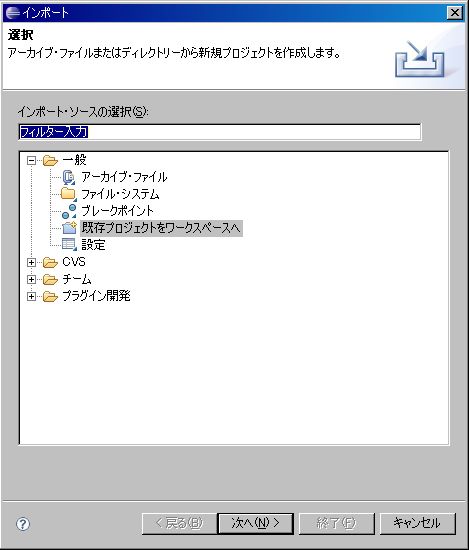 インポート
選択
アーカイブ・ファイルまたはディレクトリーから新規プロジェクトを作成します。
インポート・ソースの選択(S):
フィルター入力
一般
アーカイブ・ファイル
ファイル・システム
ブレークポイント
既存プロジェクトをワークスペースへ
設定
CVS
チーム
プラグイン開発
< 戻る(B)
次へ(N) >
終了(F)
キャンセル